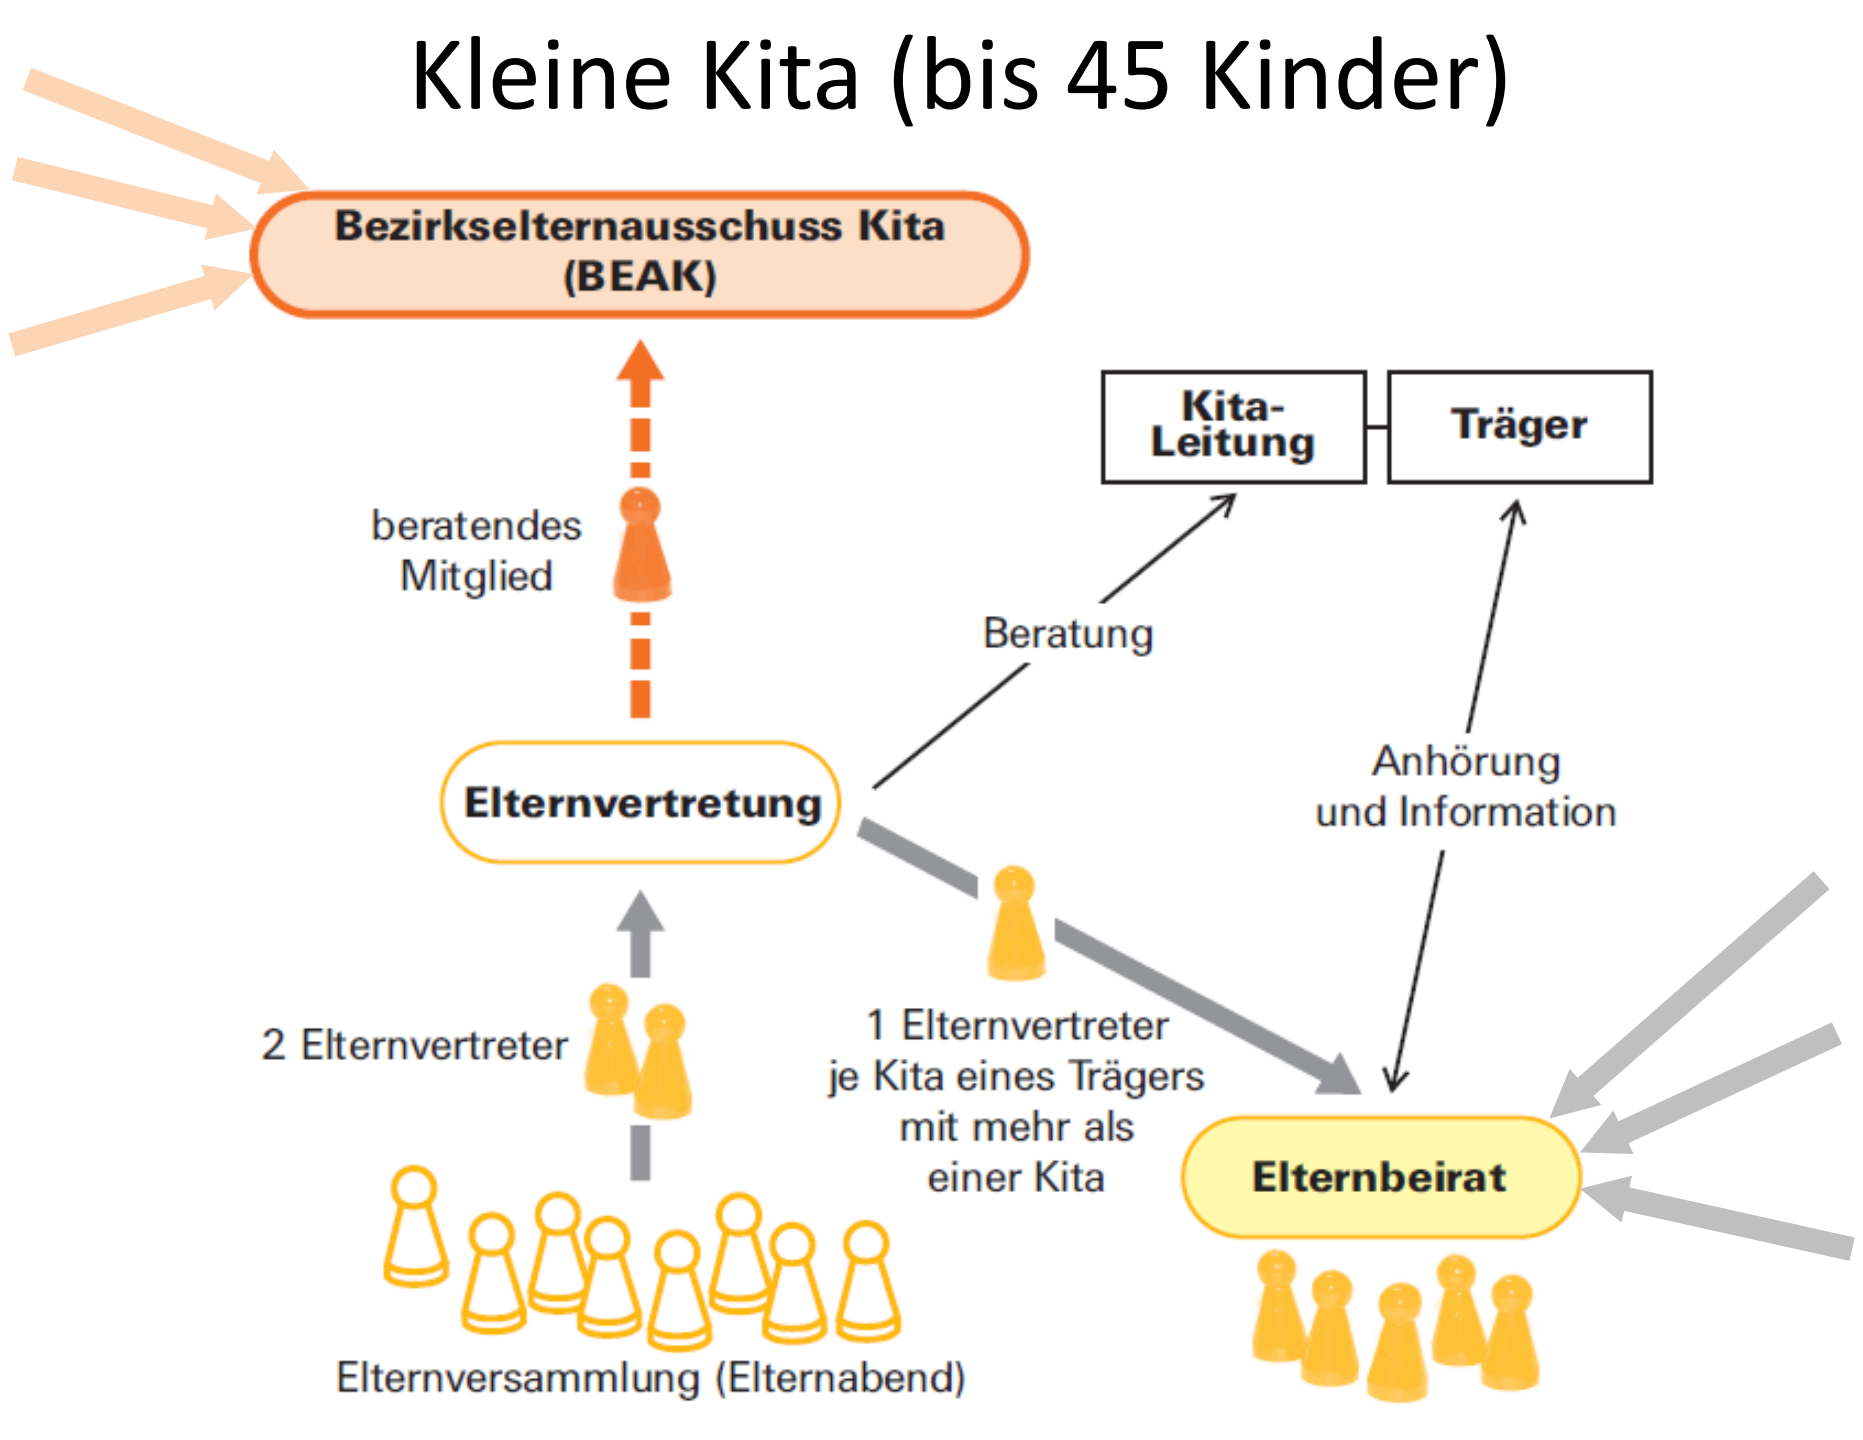 Kleine Kita (bis 45 Kinder)
Bezirkselternausschuss Kita
(BEAK)
Kita-
Leitung
Träger
beratendes
Mitglied
Beratung
Anhörung
und Information
Elternvertretung
2 Elternvertreter
1 Elternvertreter
je Kita eines Trägers
mit mehr als
einer Kita
Elternbeirat
Elternversammlung (Elternabend)